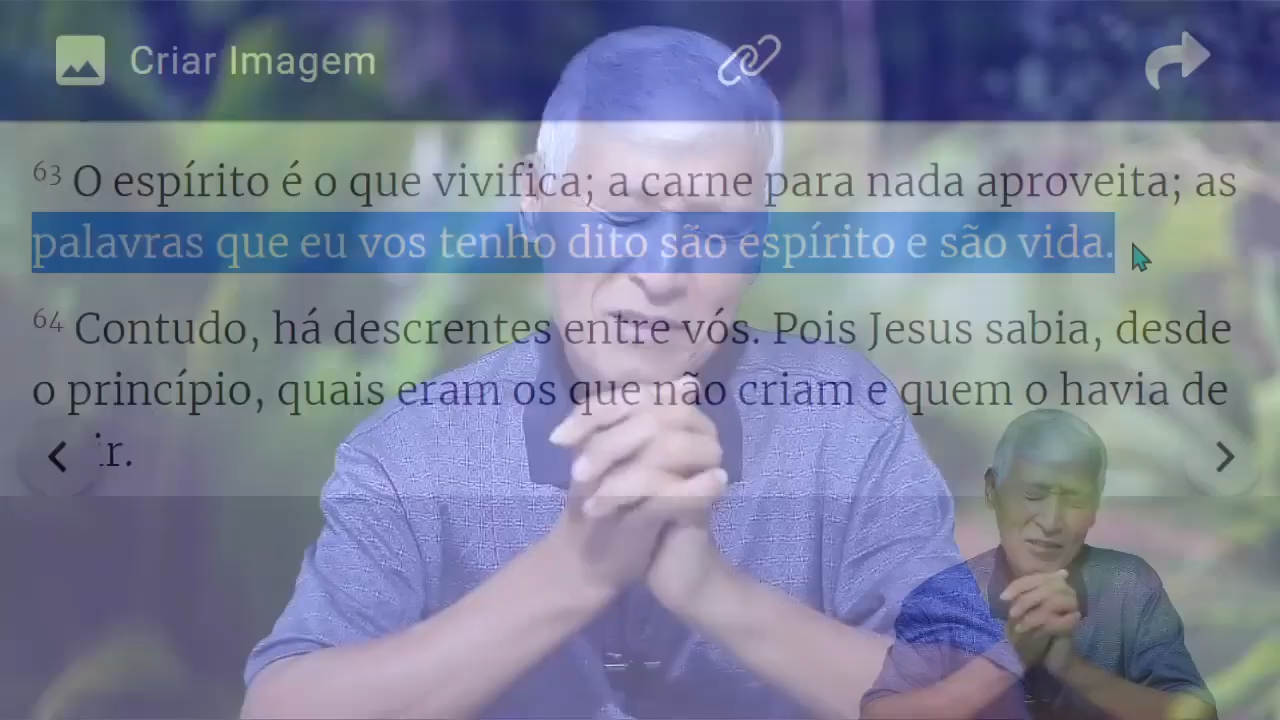 Criar Imagem
63 O espírito é o que vivifica; a carne para nada aproveita; as
palavras que eu vos tenho dito são espírito e são vida.
64 Contudo, há descrentes entre vós. Pois Jesus sabia, desde
o princípio, quais eram os que não criam e quem o havia de
ir.